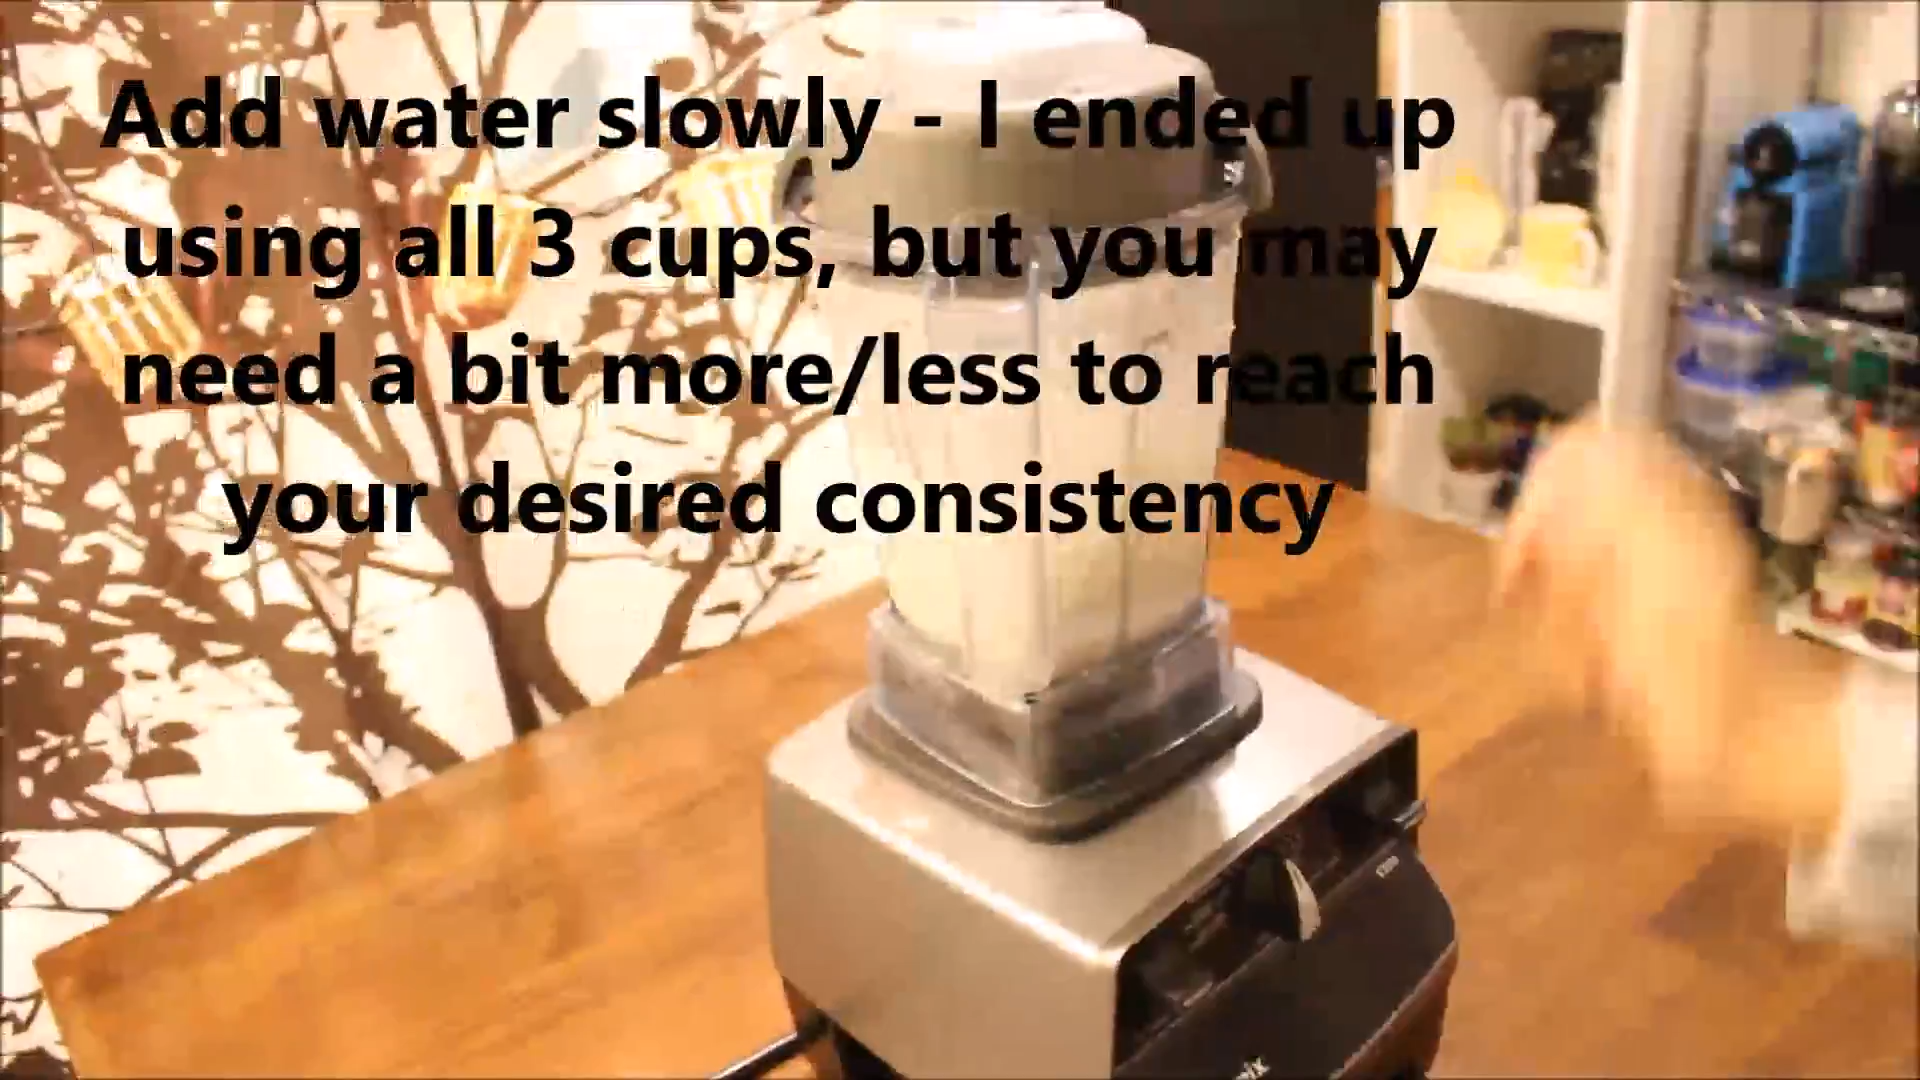 Add water slowly - I ended up
using all 3 cups, but you may
need a bit more/less to reach
your desired consistency